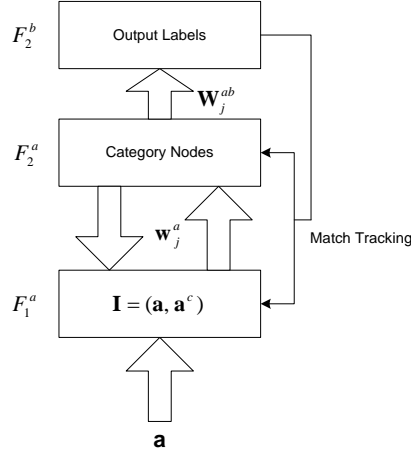 F_2^b Output Labels
W_j^{ab}
F_2^a Category Nodes
w_j^a
Match Tracking
F_1^a I = (a, a^c)
a